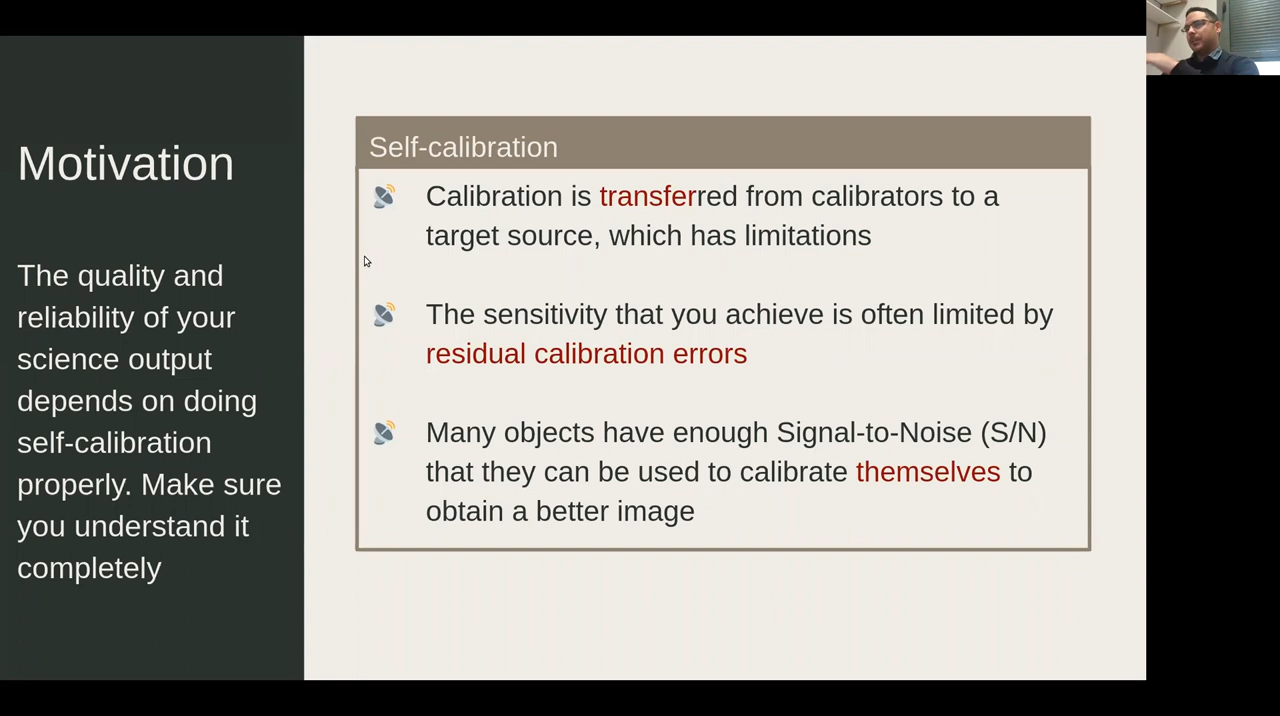 Motivation
The quality and
reliability of your
science output
depends on doing
self-calibration
properly. Make sure
you understand it
completely
Self-calibration
Calibration is transferred from calibrators to a
target source, which has limitations
The sensitivity that you achieve is often limited by
residual calibration errors
Many objects have enough Signal-to-Noise (S/N)
that they can be used to calibrate themselves to
obtain a better image